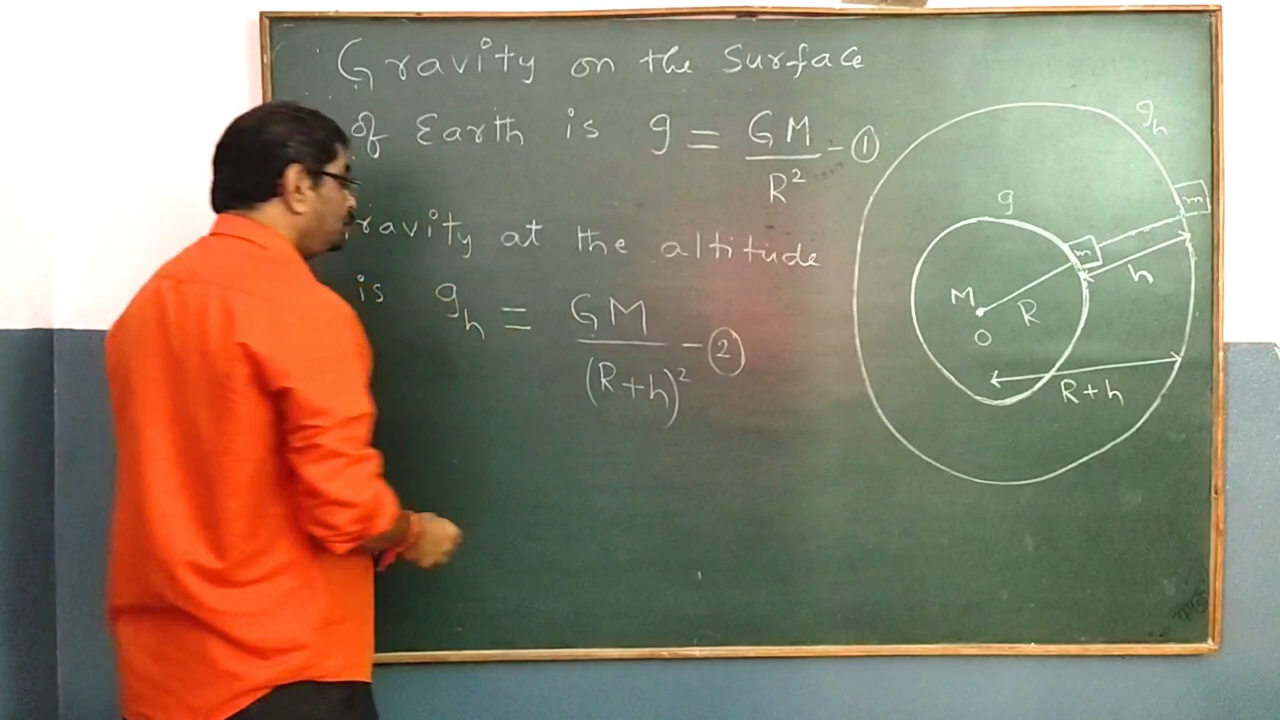 Gravity on the Surface
of Earth is g = GM/R² - ①
ravity at the altitude
is gₕ = GM/(R+h)² - ②
gₕ
m
g
m
h
M
R
O
R+h